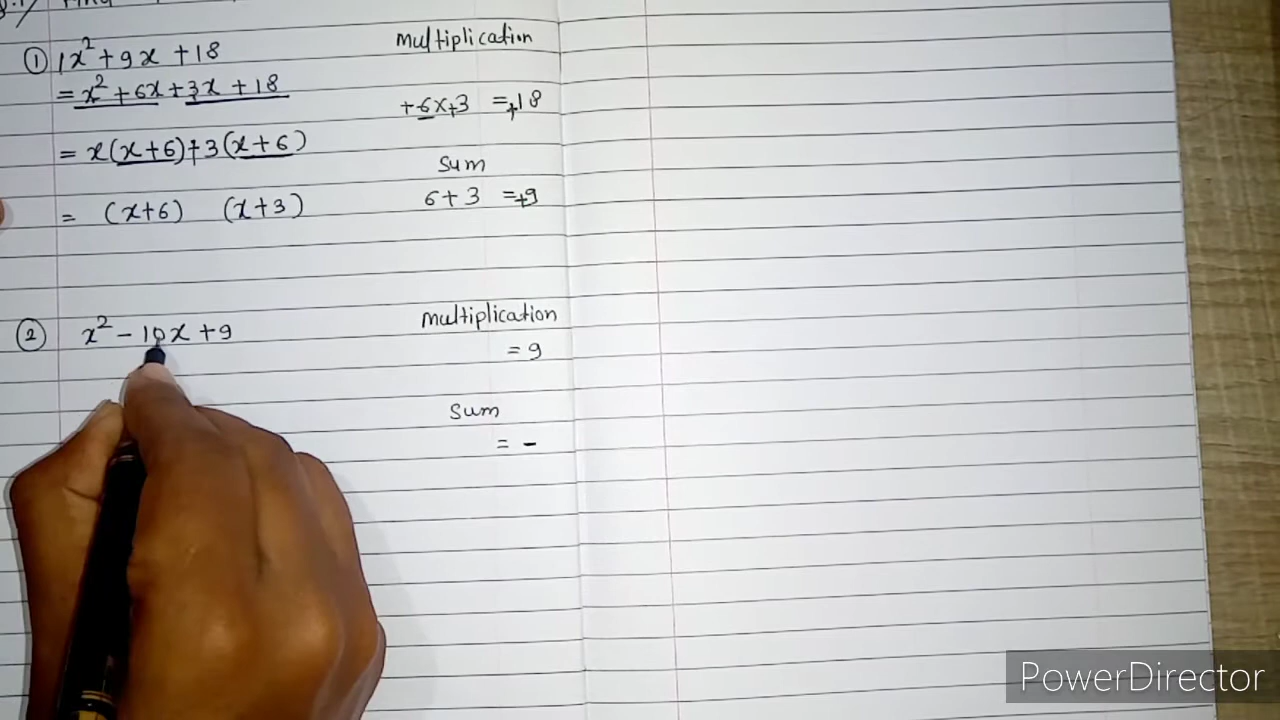 ① 1x² + 9x + 18
= x² + 6x + 3x + 18
= x(x+6) + 3(x+6)
= (x+6) (x+3)
multiplication
+6x+3 = +18
sum
6+3 = +9
② x² - 10x + 9
multiplication
= 9
sum
= -
PowerDirector